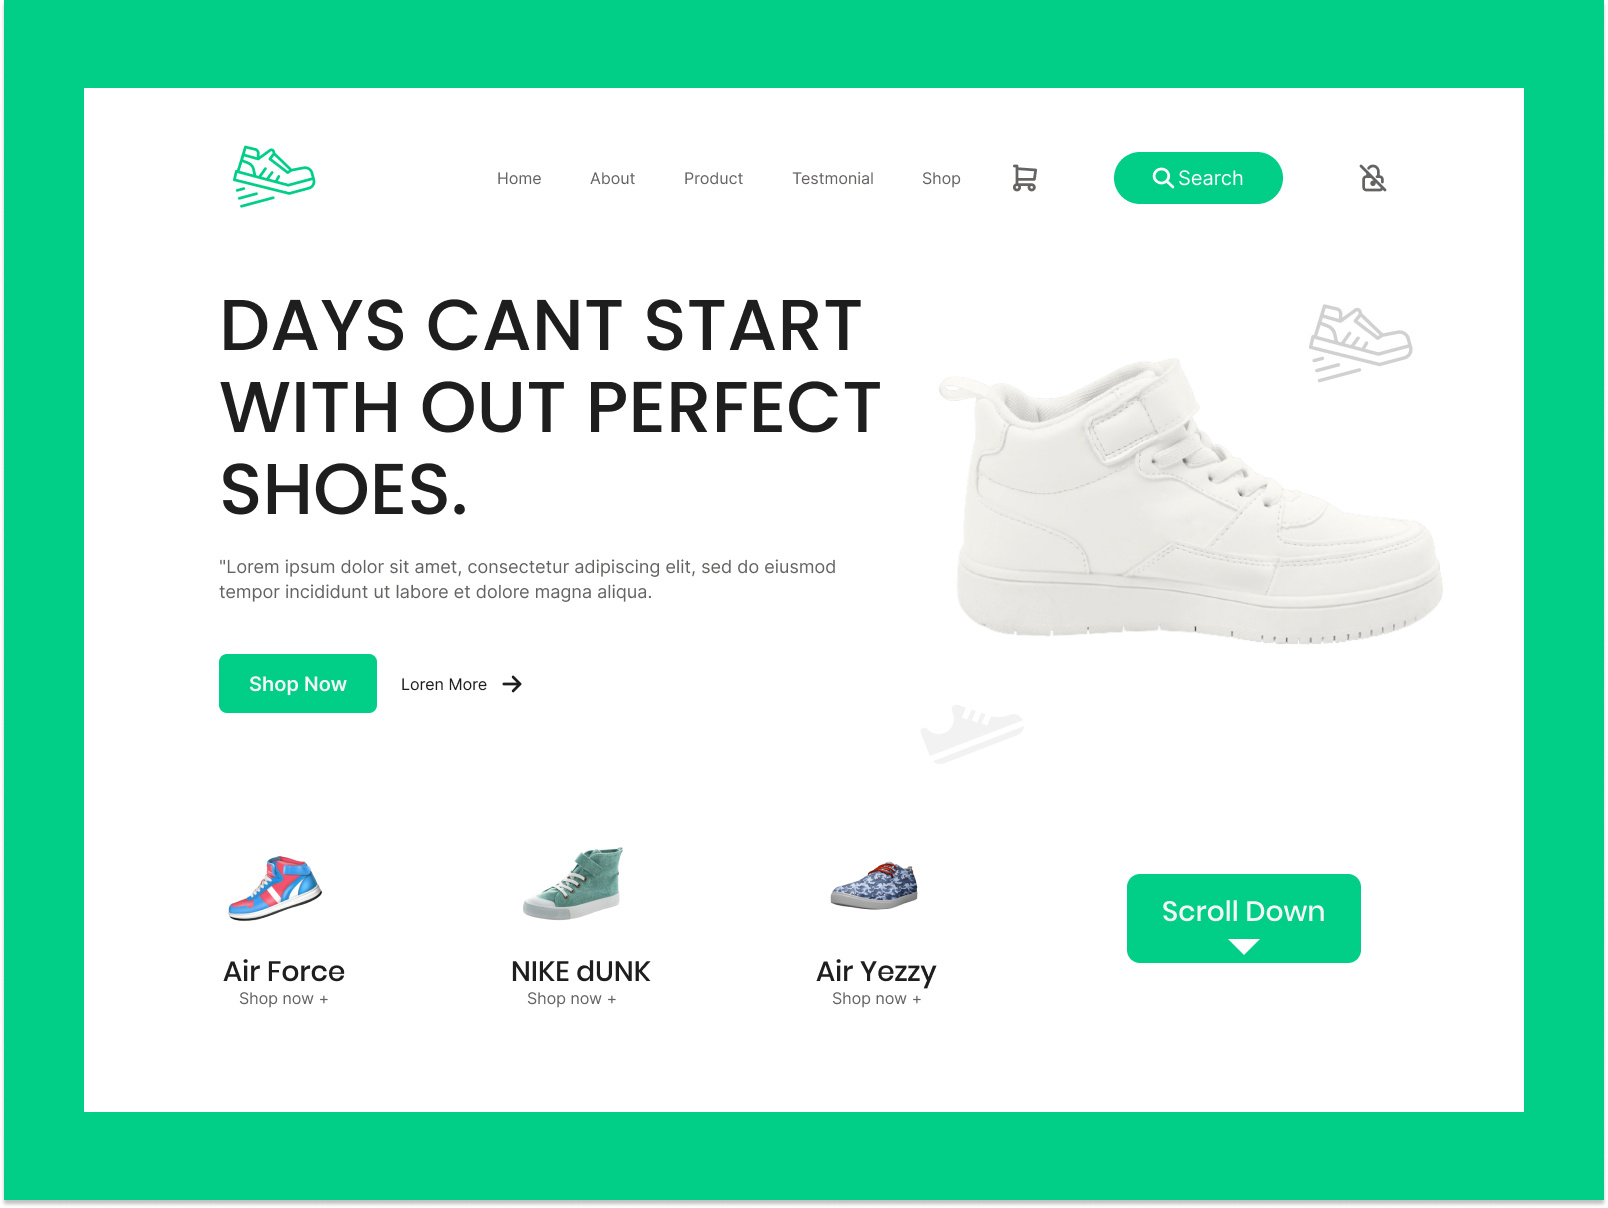 Home About Product Testmonial Shop Search
DAYS CANT START
WITH OUT PERFECT
SHOES.
"Lorem ipsum dolor sit amet, consectetur adipiscing elit, sed do eiusmod
tempor incididunt ut labore et dolore magna aliqua.
Shop Now Loren More
Scroll Down
Air Force NIKE dUNK Air Yezzy
Shop now + Shop now + Shop now +